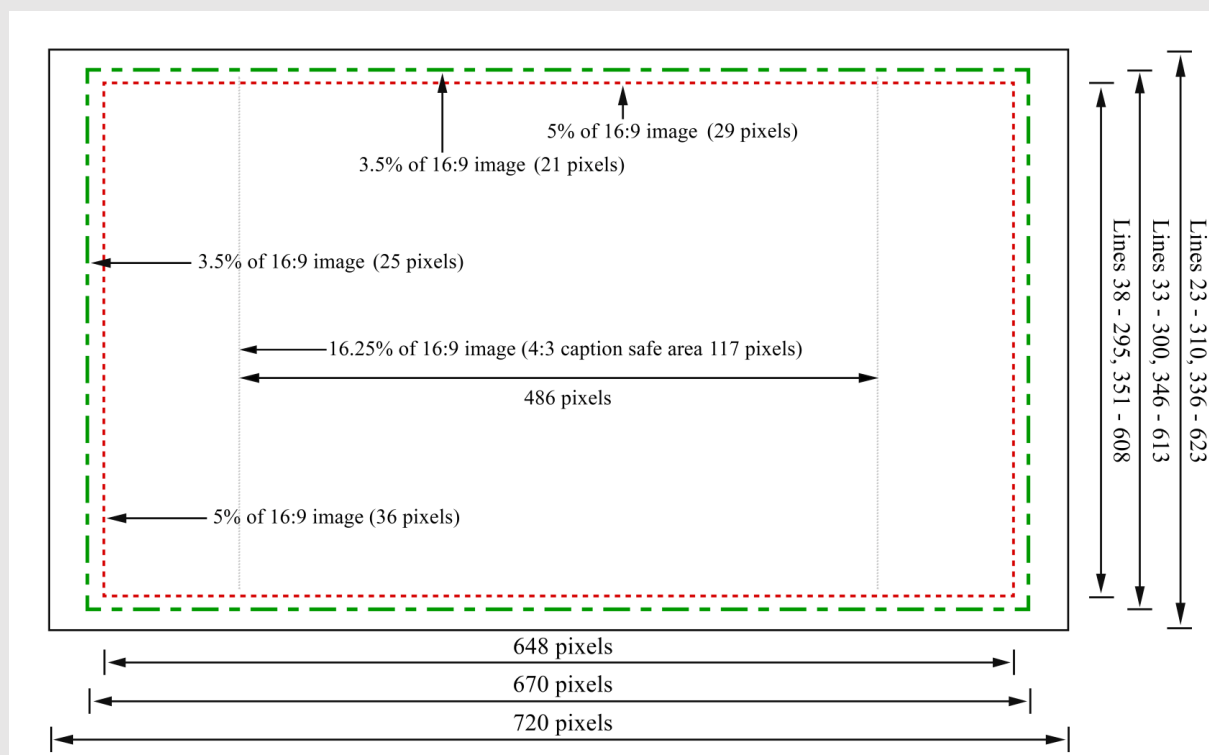 5% of 16:9 image (29 pixels)
3.5% of 16:9 image (21 pixels)
3.5% of 16:9 image (25 pixels)
16.25% of 16:9 image (4:3 caption safe area 117 pixels)
486 pixels
5% of 16:9 image (36 pixels)
648 pixels
670 pixels
720 pixels
Lines 38 - 295, 351 - 608
Lines 33 - 300, 346 - 613
Lines 23 - 310, 336 - 623